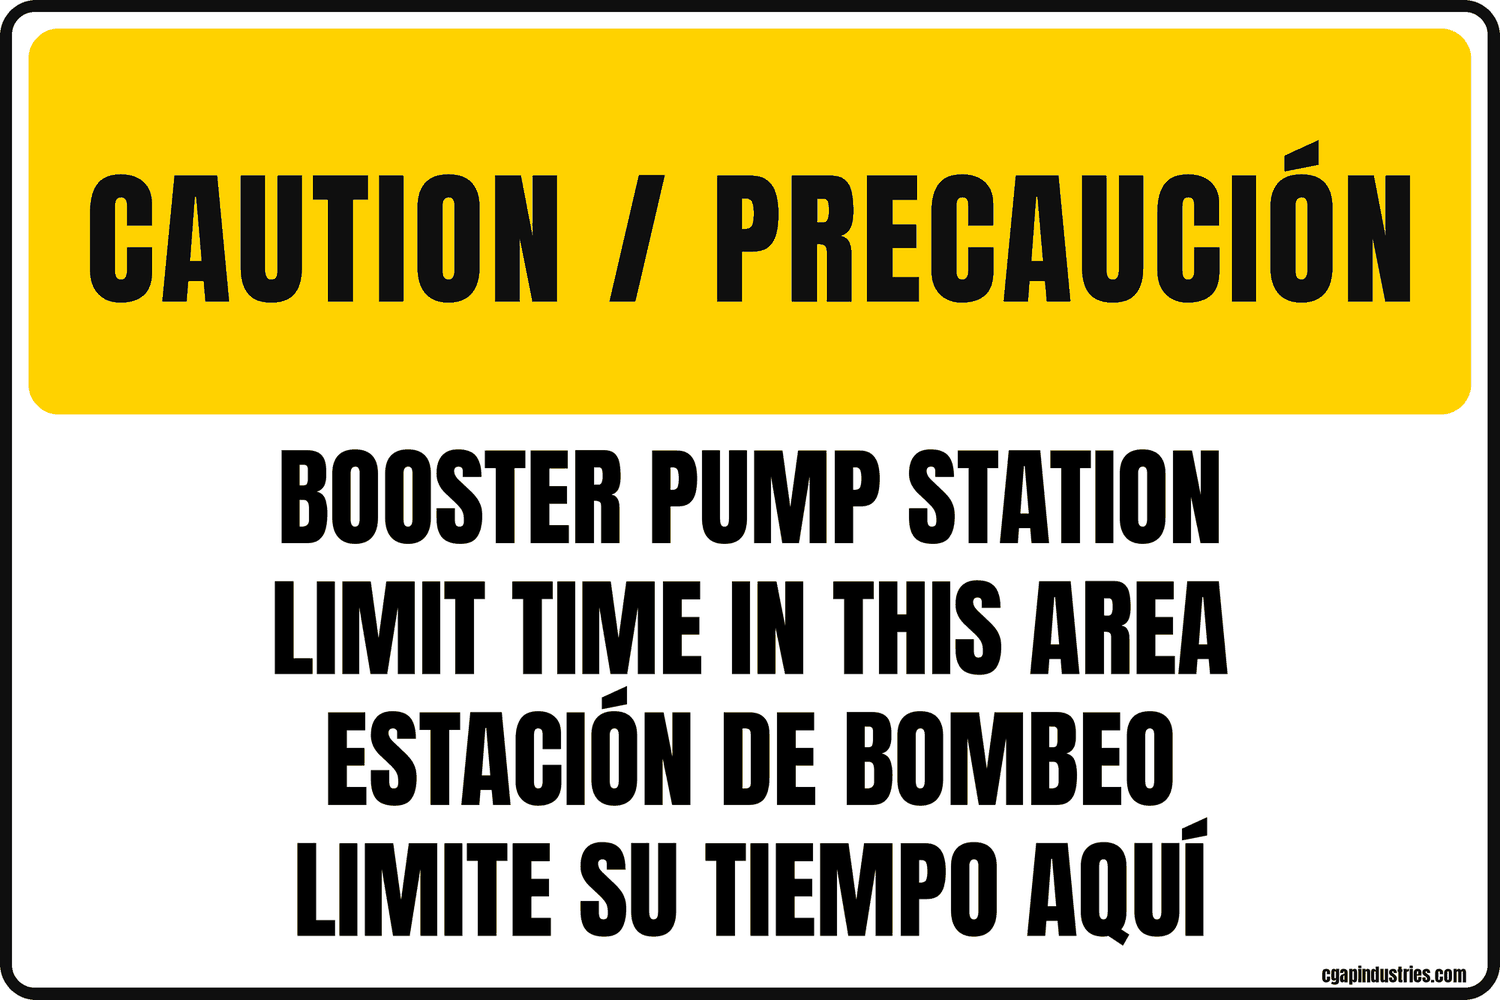 CAUTION / PRECAUCIÓN
BOOSTER PUMP STATION
LIMIT TIME IN THIS AREA
ESTACIÓN DE BOMBEO
LIMITE SU TIEMPO AQUÍ
cgapindustries.com